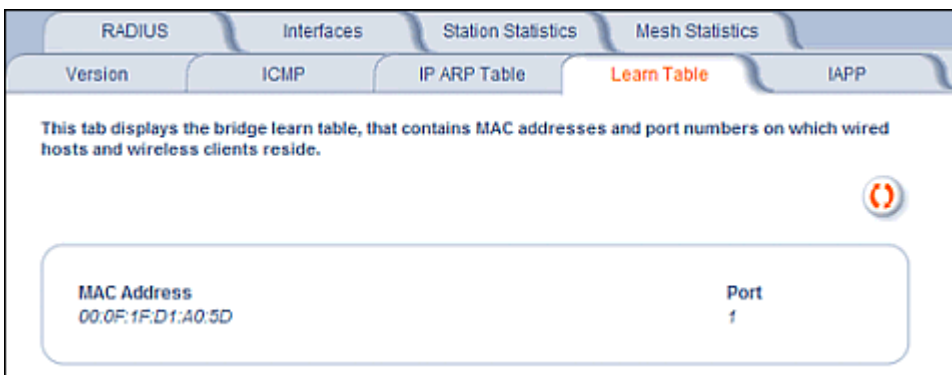 RADIUS Interfaces Station Statistics Mesh Statistics
Version ICMP IP ARP Table Learn Table IAPP
This tab displays the bridge learn table, that contains MAC addresses and port numbers on which wired
hosts and wireless clients reside.
MAC Address Port
00:0F:1F:D1:A0:5D 1